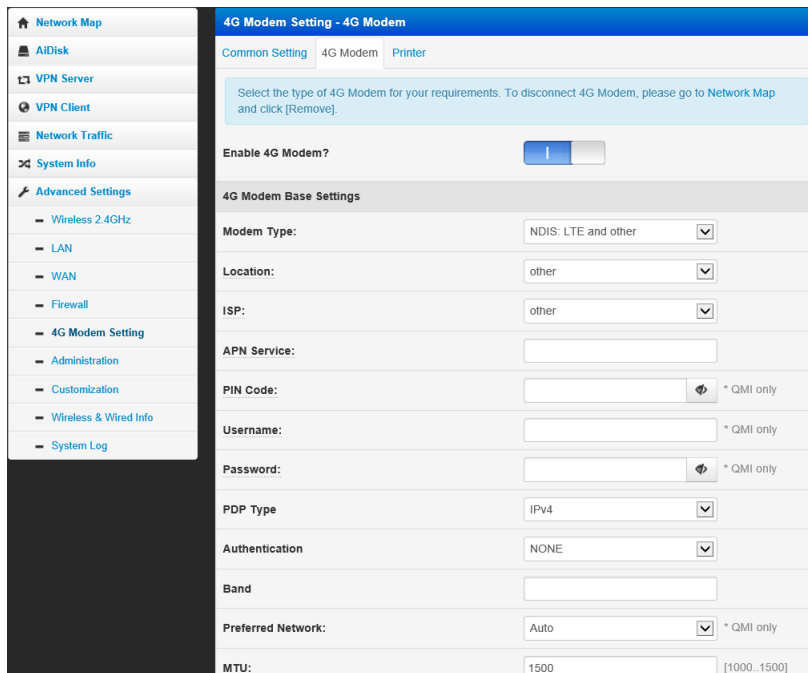 Network Map
AiDisk
VPN Server
VPN Client
Network Traffic
System Info
Advanced Settings
Wireless 2.4GHz
LAN
WAN
Firewall
4G Modem Setting
Administration
Customization
Wireless & Wired Info
System Log
4G Modem Setting - 4G Modem
Common Setting 4G Modem Printer
Select the type of 4G Modem for your requirements. To disconnect 4G Modem, please go to Network Map
and click [Remove].
Enable 4G Modem?
4G Modem Base Settings
Modem Type: NDIS: LTE and other
Location: other
ISP: other
APN Service:
PIN Code: * QMI only
Username: * QMI only
Password: * QMI only
PDP Type IPv4
Authentication NONE
Band
Preferred Network: Auto * QMI only
MTU: 1500 [1000..1500]